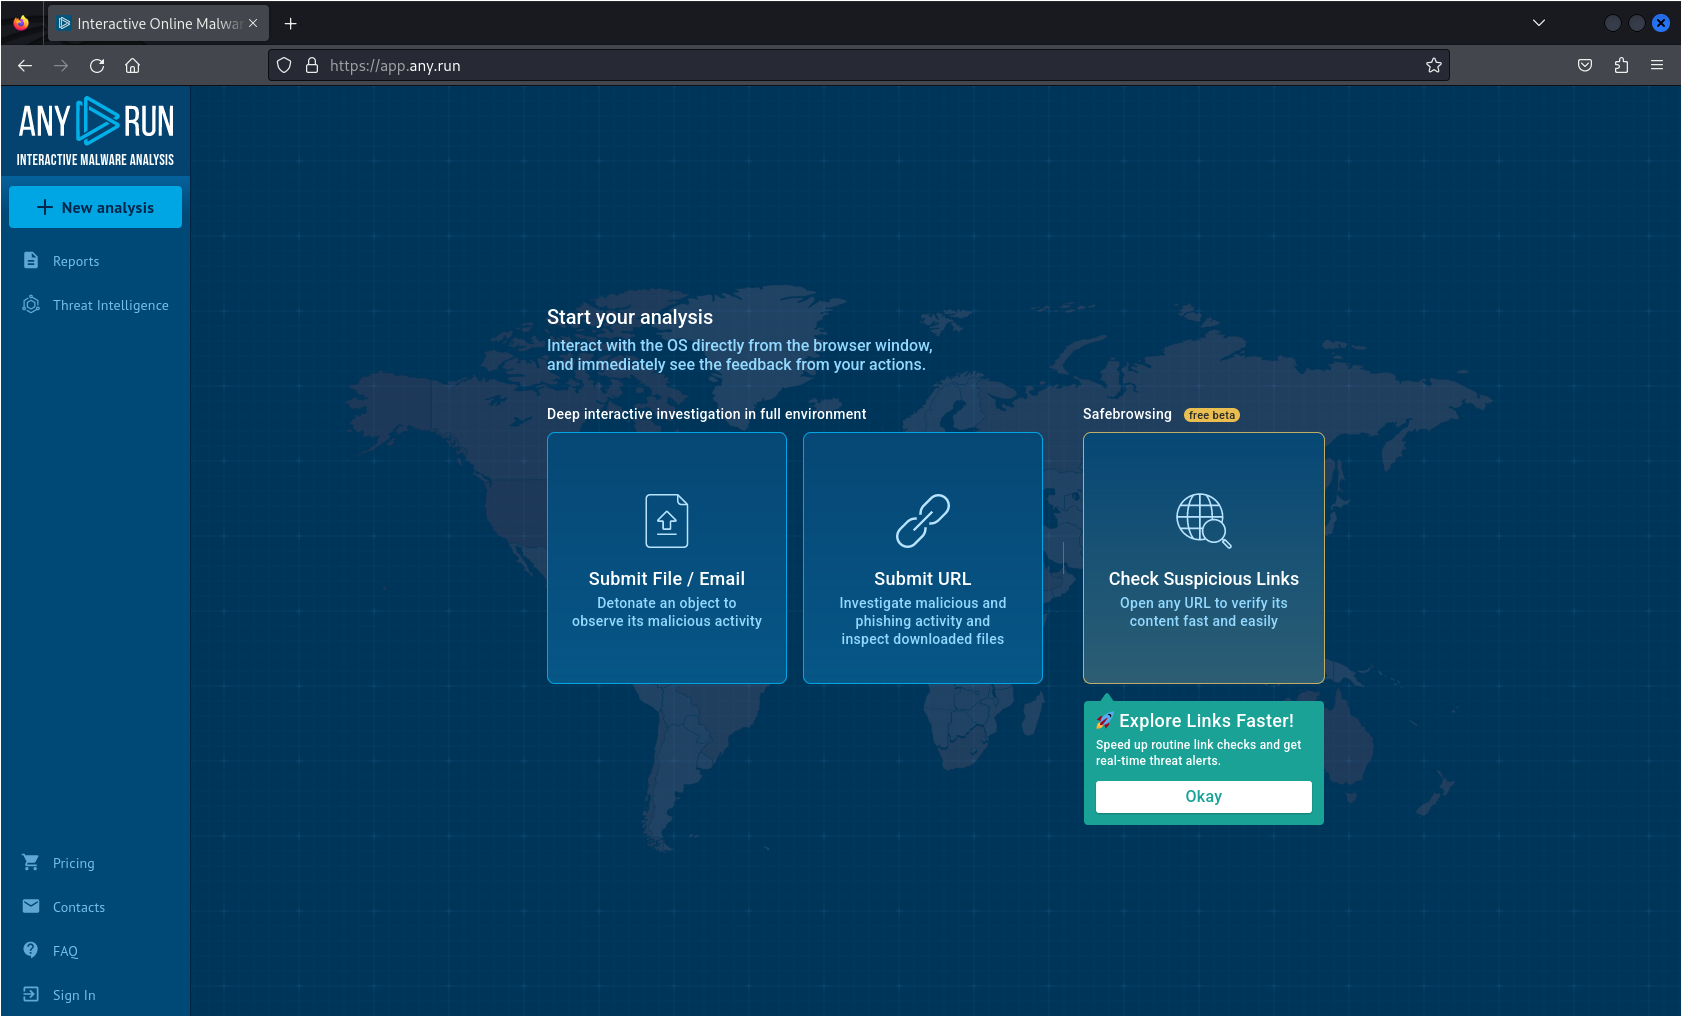 Interactive Online Malwar
https://app.any.run
ANY RUN
INTERACTIVE MALWARE ANALYSIS
New analysis
Reports
Threat Intelligence
Start your analysis
Interact with the OS directly from the browser window,
and immediately see the feedback from your actions.
Deep interactive investigation in full environment
Submit File / Email
Detonate an object to
observe its malicious activity
Submit URL
Investigate malicious and
phishing activity and
inspect downloaded files
Safebrowsing free beta
Check Suspicious Links
Open any URL to verify its
content fast and easily
🚀 Explore Links Faster!
Speed up routine link checks and get
real-time threat alerts.
Okay
Pricing
Contacts
FAQ
Sign In